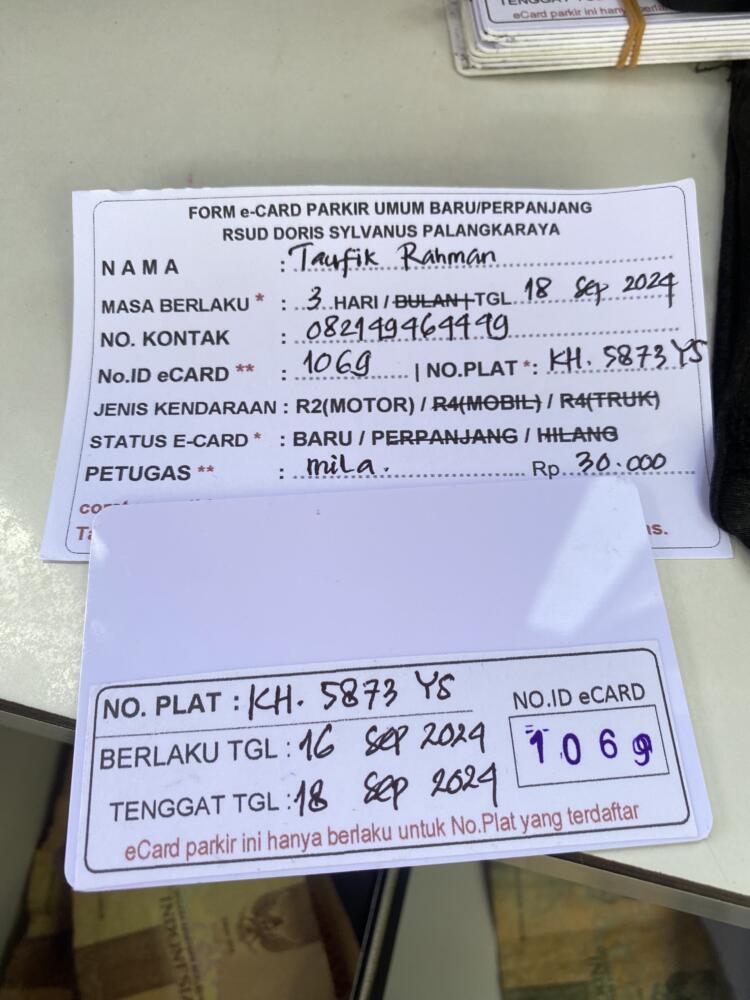 TENGGAT TGL
eCard parkir ini hany berla
FORM e-CARD PARKIR UMUM BARU/PERPANJANG
RSUD DORIS SYLVANUS PALANGKARAYA
NAMA : Taufik Rahman
MASA BERLAKU * : 3 HARI / BULAN | TGL 18 Sep 2024
NO. KONTAK : 082149464449
No.ID eCARD ** : 1069 | NO.PLAT *: KH. 5873 YS
JENIS KENDARAAN : R2(MOTOR) / R4(MOBIL) / R4(TRUK)
STATUS E-CARD * : BARU / PERPANJANG / HILANG
PETUGAS ** : mila. Rp 30.000
NO. PLAT : KH. 5873 YS
NO.ID eCARD
1069
BERLAKU TGL : 16 SEP 2024
TENGGAT TGL : 18 SEP 2024
eCard parkir ini hanya berlaku untuk No.Plat yang terdaftar